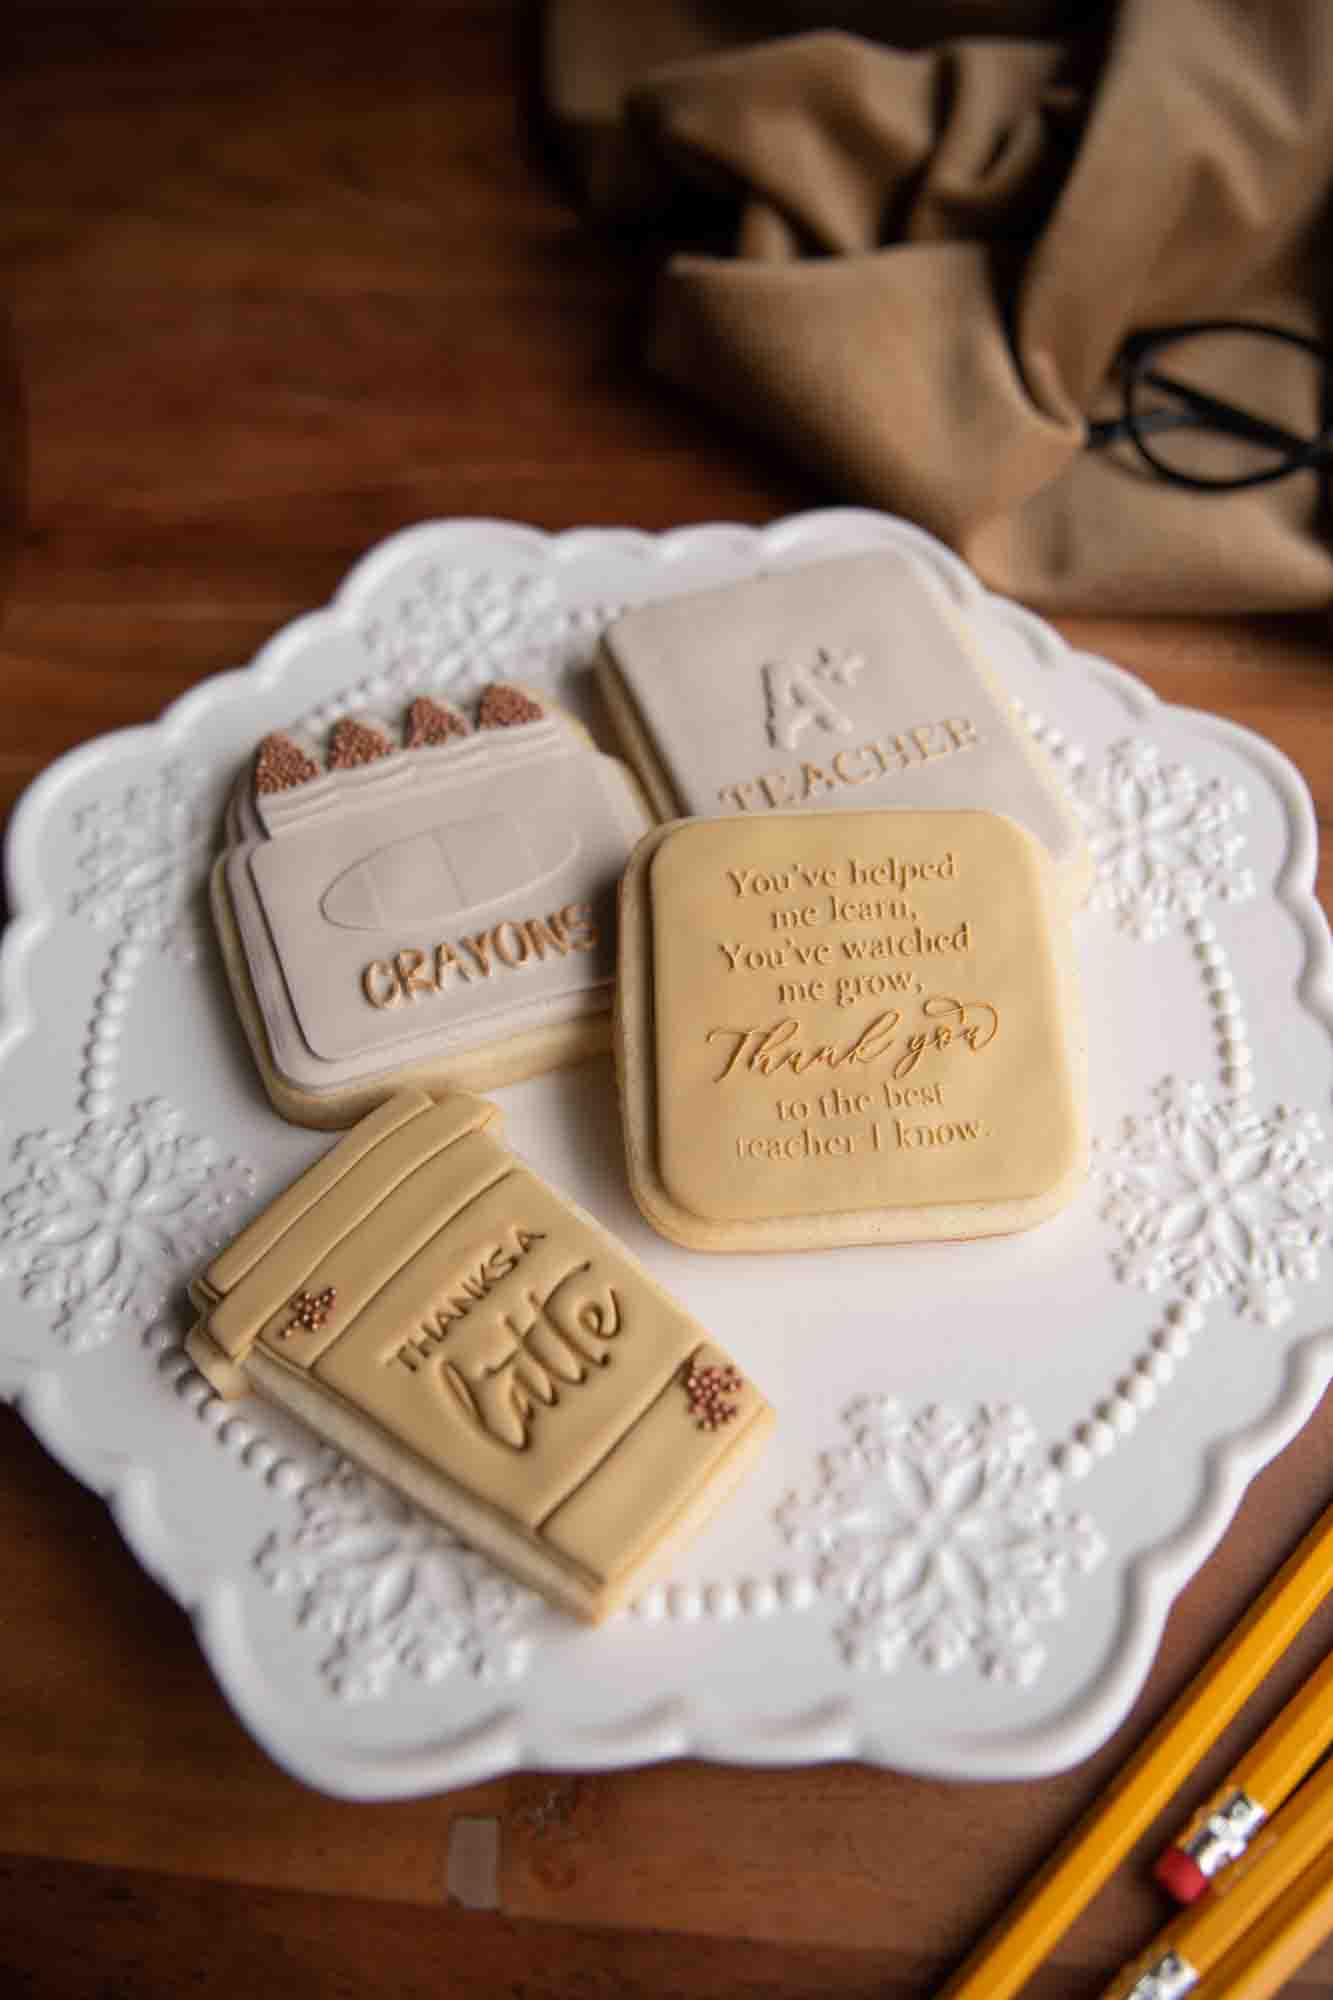 A+
TEACHER
CRAYONS
You've helped
me learn,
You've watched
me grow,
Thank you
to the best
teacher I know.
THANKS A
latte